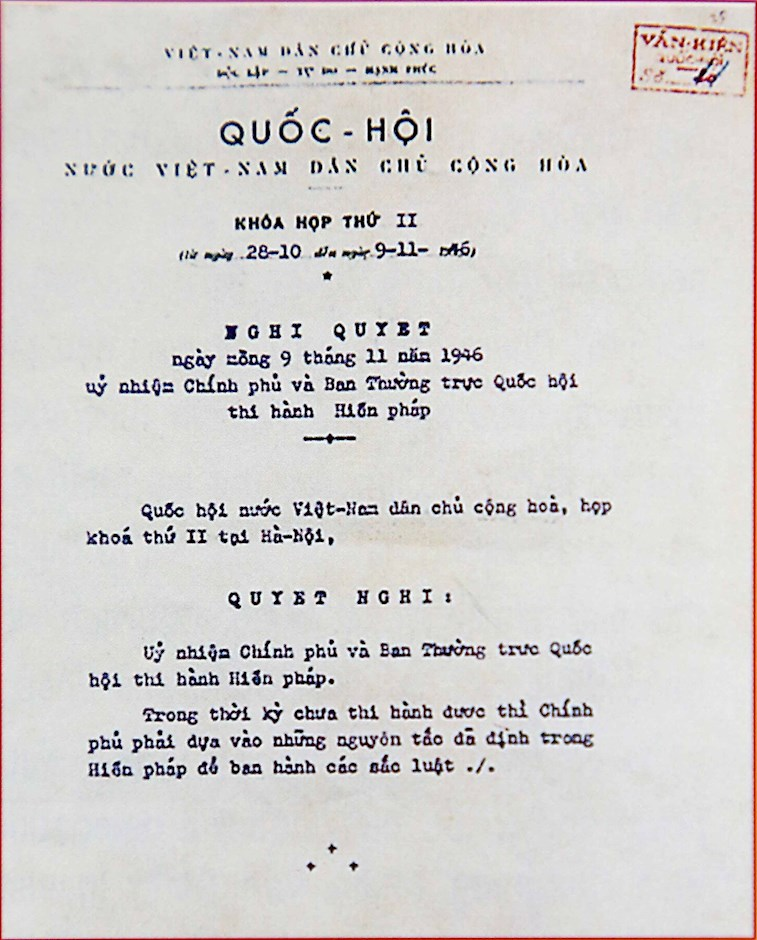 VIỆT-NAM DÂN CHỦ CỘNG HÒA
ĐỘC LẬP — TỰ DO — HẠNH PHÚC
VĂN-KIỆN
QUỐC-HỘI
Số
QUỐC-HỘI
NƯỚC VIỆT-NAM DÂN CHỦ CỘNG HÒA
KHÓA HỌP THỨ II
(từ ngày 28-10 đến ngày 9-11- 1946)
NGHI QUYET
ngày mồng 9 tháng 11 năm 1946
uỷ nhiệm Chính phủ và Ban Thường trực Quốc hội
thi hành Hiến pháp
Quốc hội nước Việt-Nam dân chủ cộng hoà, họp
khoá thứ II tại Hà-Nội,
QUYET NGHI:
Uỷ nhiệm Chính phủ và Ban Thường trưc Quốc
hội thi hành Hiến pháp.
Trong thời kỳ chưa thi hành đươc thì Chính
phủ phải dựa vào những nguyên tắc đã định trong
Hiến pháp để ban hành các sắc luật ./.